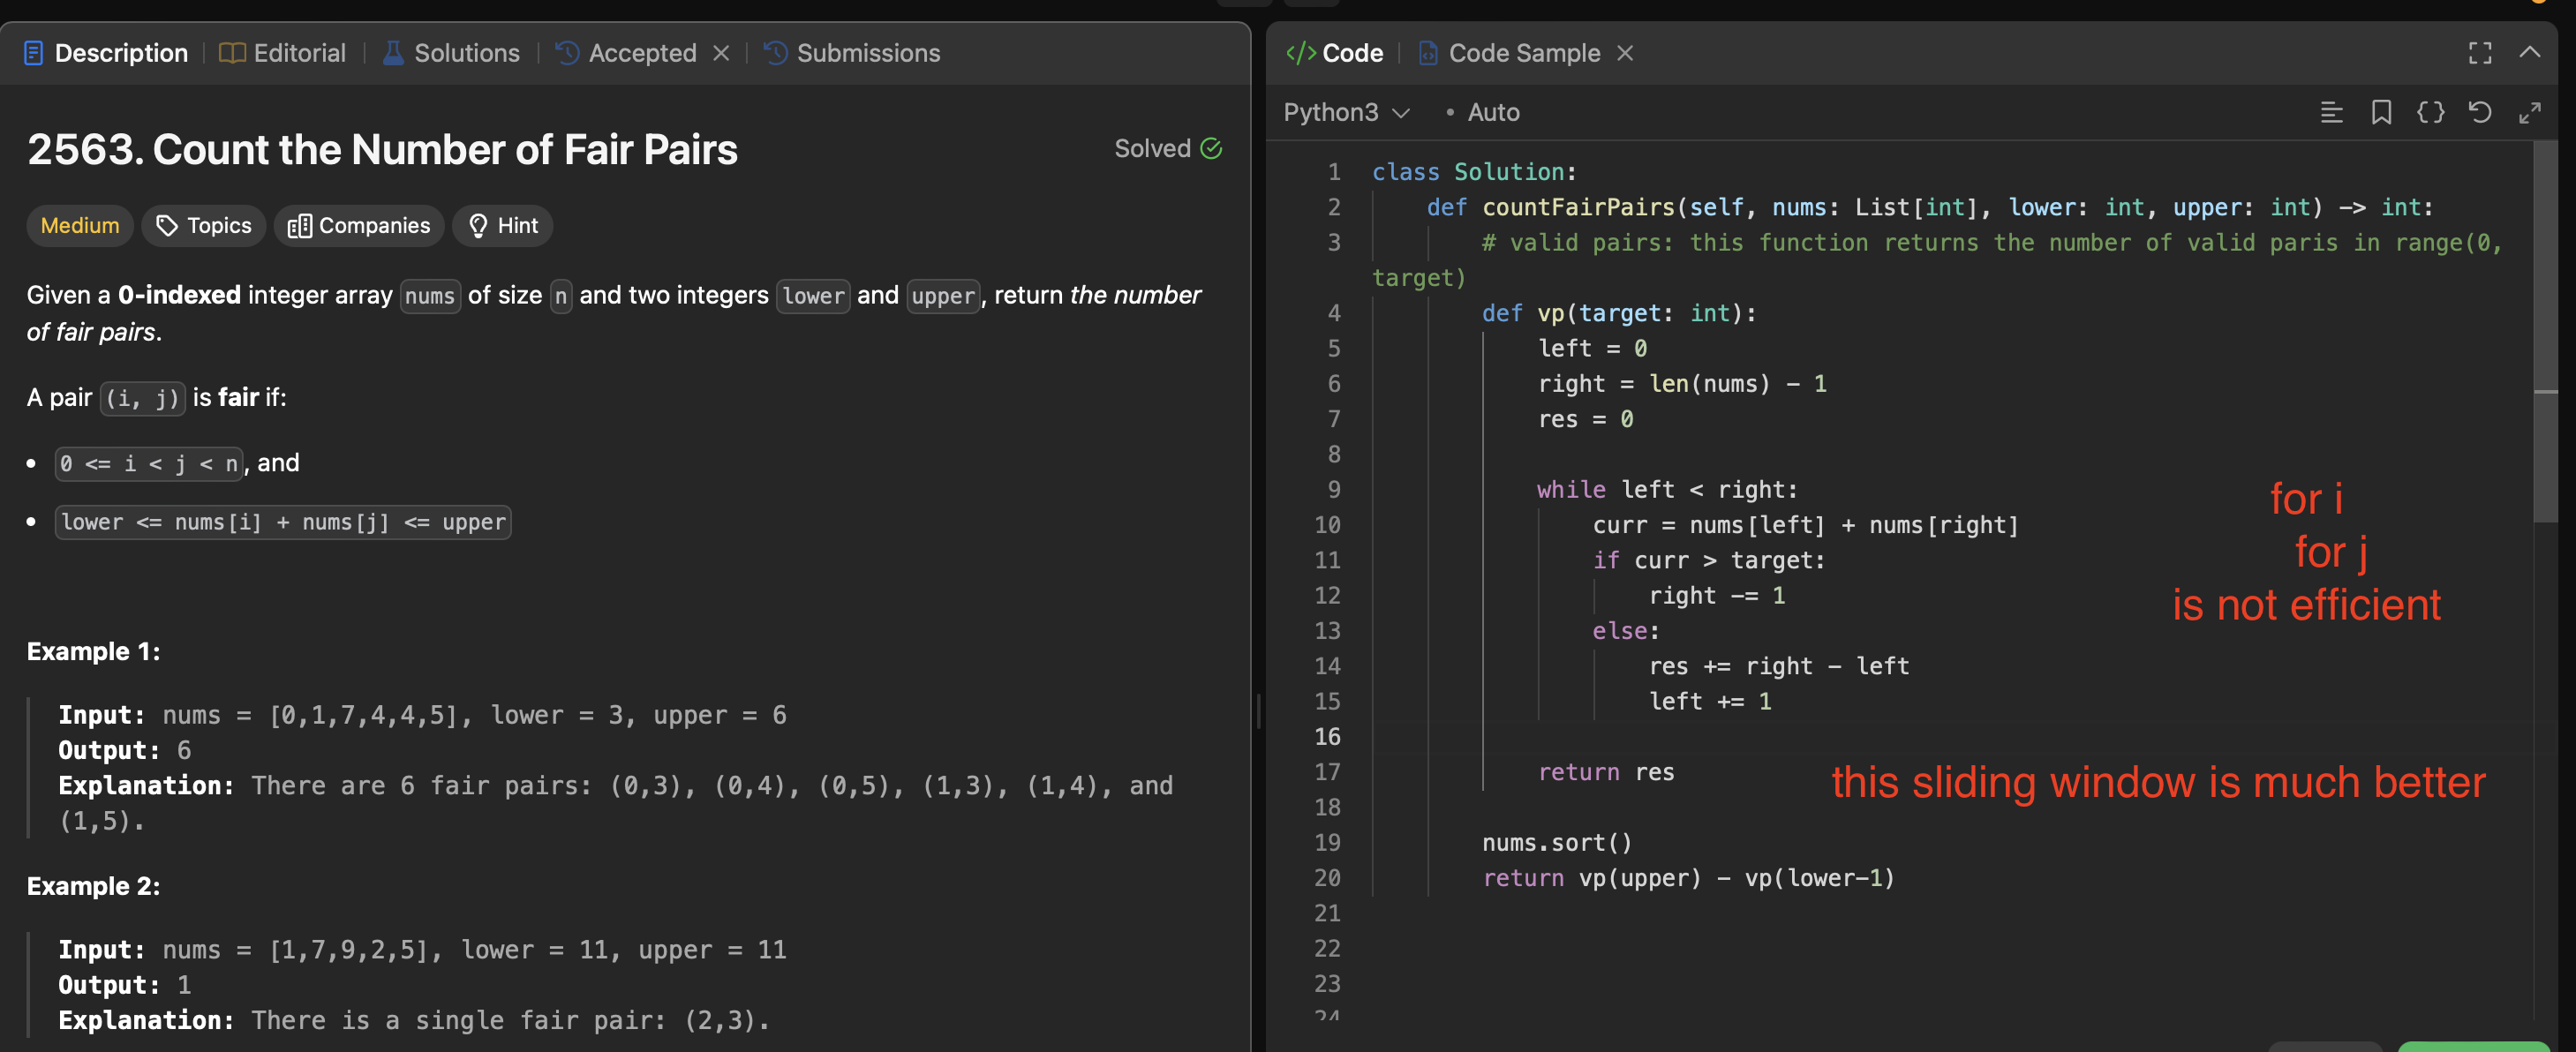 Description | Editorial | Solutions | Accepted × | Submissions
2563. Count the Number of Fair Pairs
Solved
Medium Topics Companies Hint
Given a 0-indexed integer array nums of size n and two integers lower and upper, return the number
of fair pairs.
A pair (i, j) is fair if:
• 0 <= i < j < n, and
• lower <= nums[i] + nums[j] <= upper
Example 1:
Input: nums = [0,1,7,4,4,5], lower = 3, upper = 6
Output: 6
Explanation: There are 6 fair pairs: (0,3), (0,4), (0,5), (1,3), (1,4), and
(1,5).
Example 2:
Input: nums = [1,7,9,2,5], lower = 11, upper = 11
Output: 1
Explanation: There is a single fair pair: (2,3).
</> Code | Code Sample ×
Python3 • Auto
1 class Solution:
2 def countFairPairs(self, nums: List[int], lower: int, upper: int) -> int:
3 # valid pairs: this function returns the number of valid paris in range(0,
target)
4 def vp(target: int):
5 left = 0
6 right = len(nums) - 1
7 res = 0
8
9 while left < right:
10 curr = nums[left] + nums[right]
11 if curr > target:
12 right -= 1
13 else:
14 res += right - left
15 left += 1
16
17 return res
18
19 nums.sort()
20 return vp(upper) - vp(lower-1)
21
22
23
24
for i
for j
is not efficient
this sliding window is much better